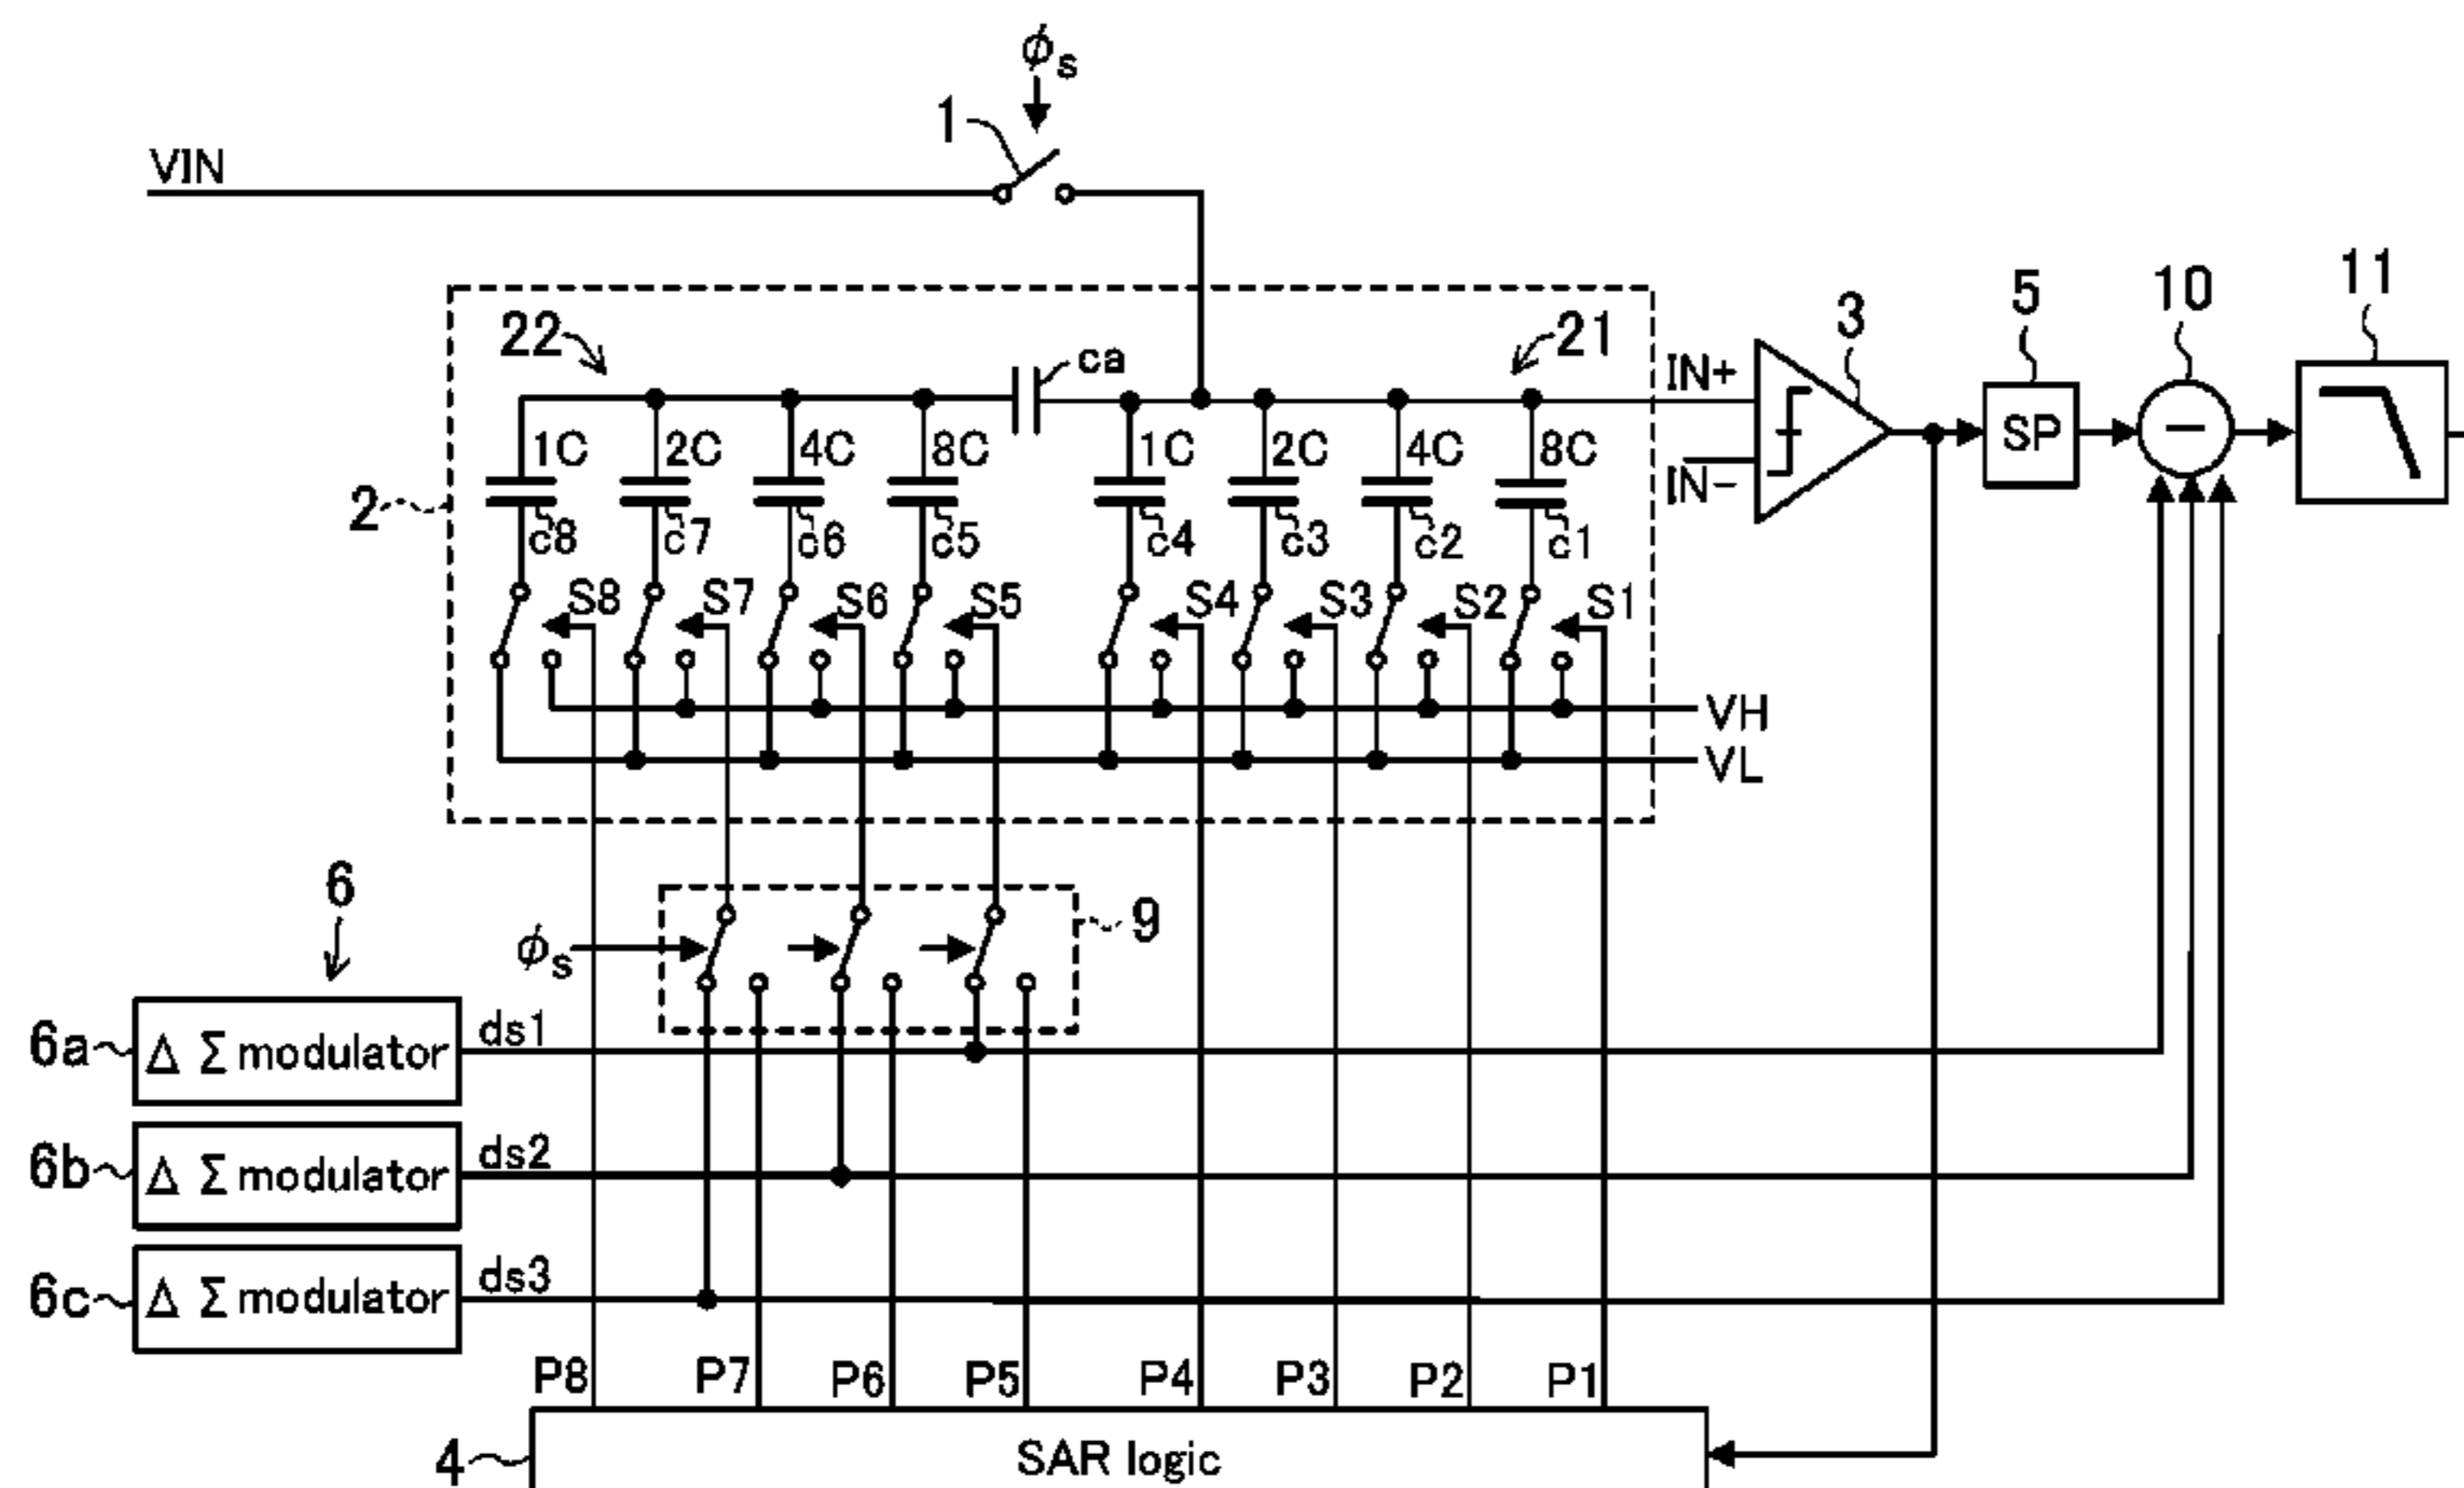 ϕs
1
VIN
11
5
10
3
22
ca
21
IN+
SP
−
1C 2C 4C 8C 1C 2C 4C 8C
IN−
2
c8 c7 c6 c5 c4 c3 c2 c1
S8 S7 S6 S5 S4 S3 S2 S1
VH
VL
6
9
ϕs
6a Δ Σ modulator ds1
6b Δ Σ modulator ds2
6c Δ Σ modulator ds3
P8 P7 P6 P5 P4 P3 P2 P1
4 SAR logic